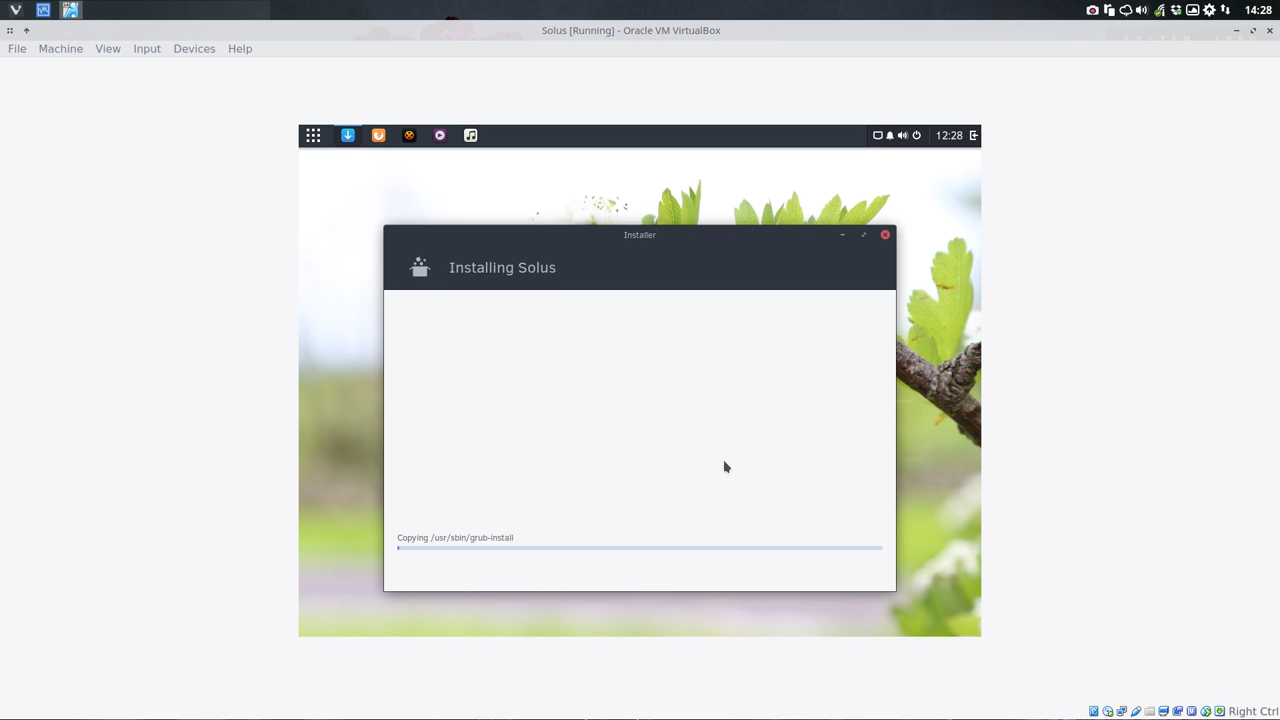 14:28
Solus [Running] - Oracle VM VirtualBox
File Machine View Input Devices Help
12:28
Installer
Installing Solus
Copying /usr/sbin/grub-install
Right Ctrl